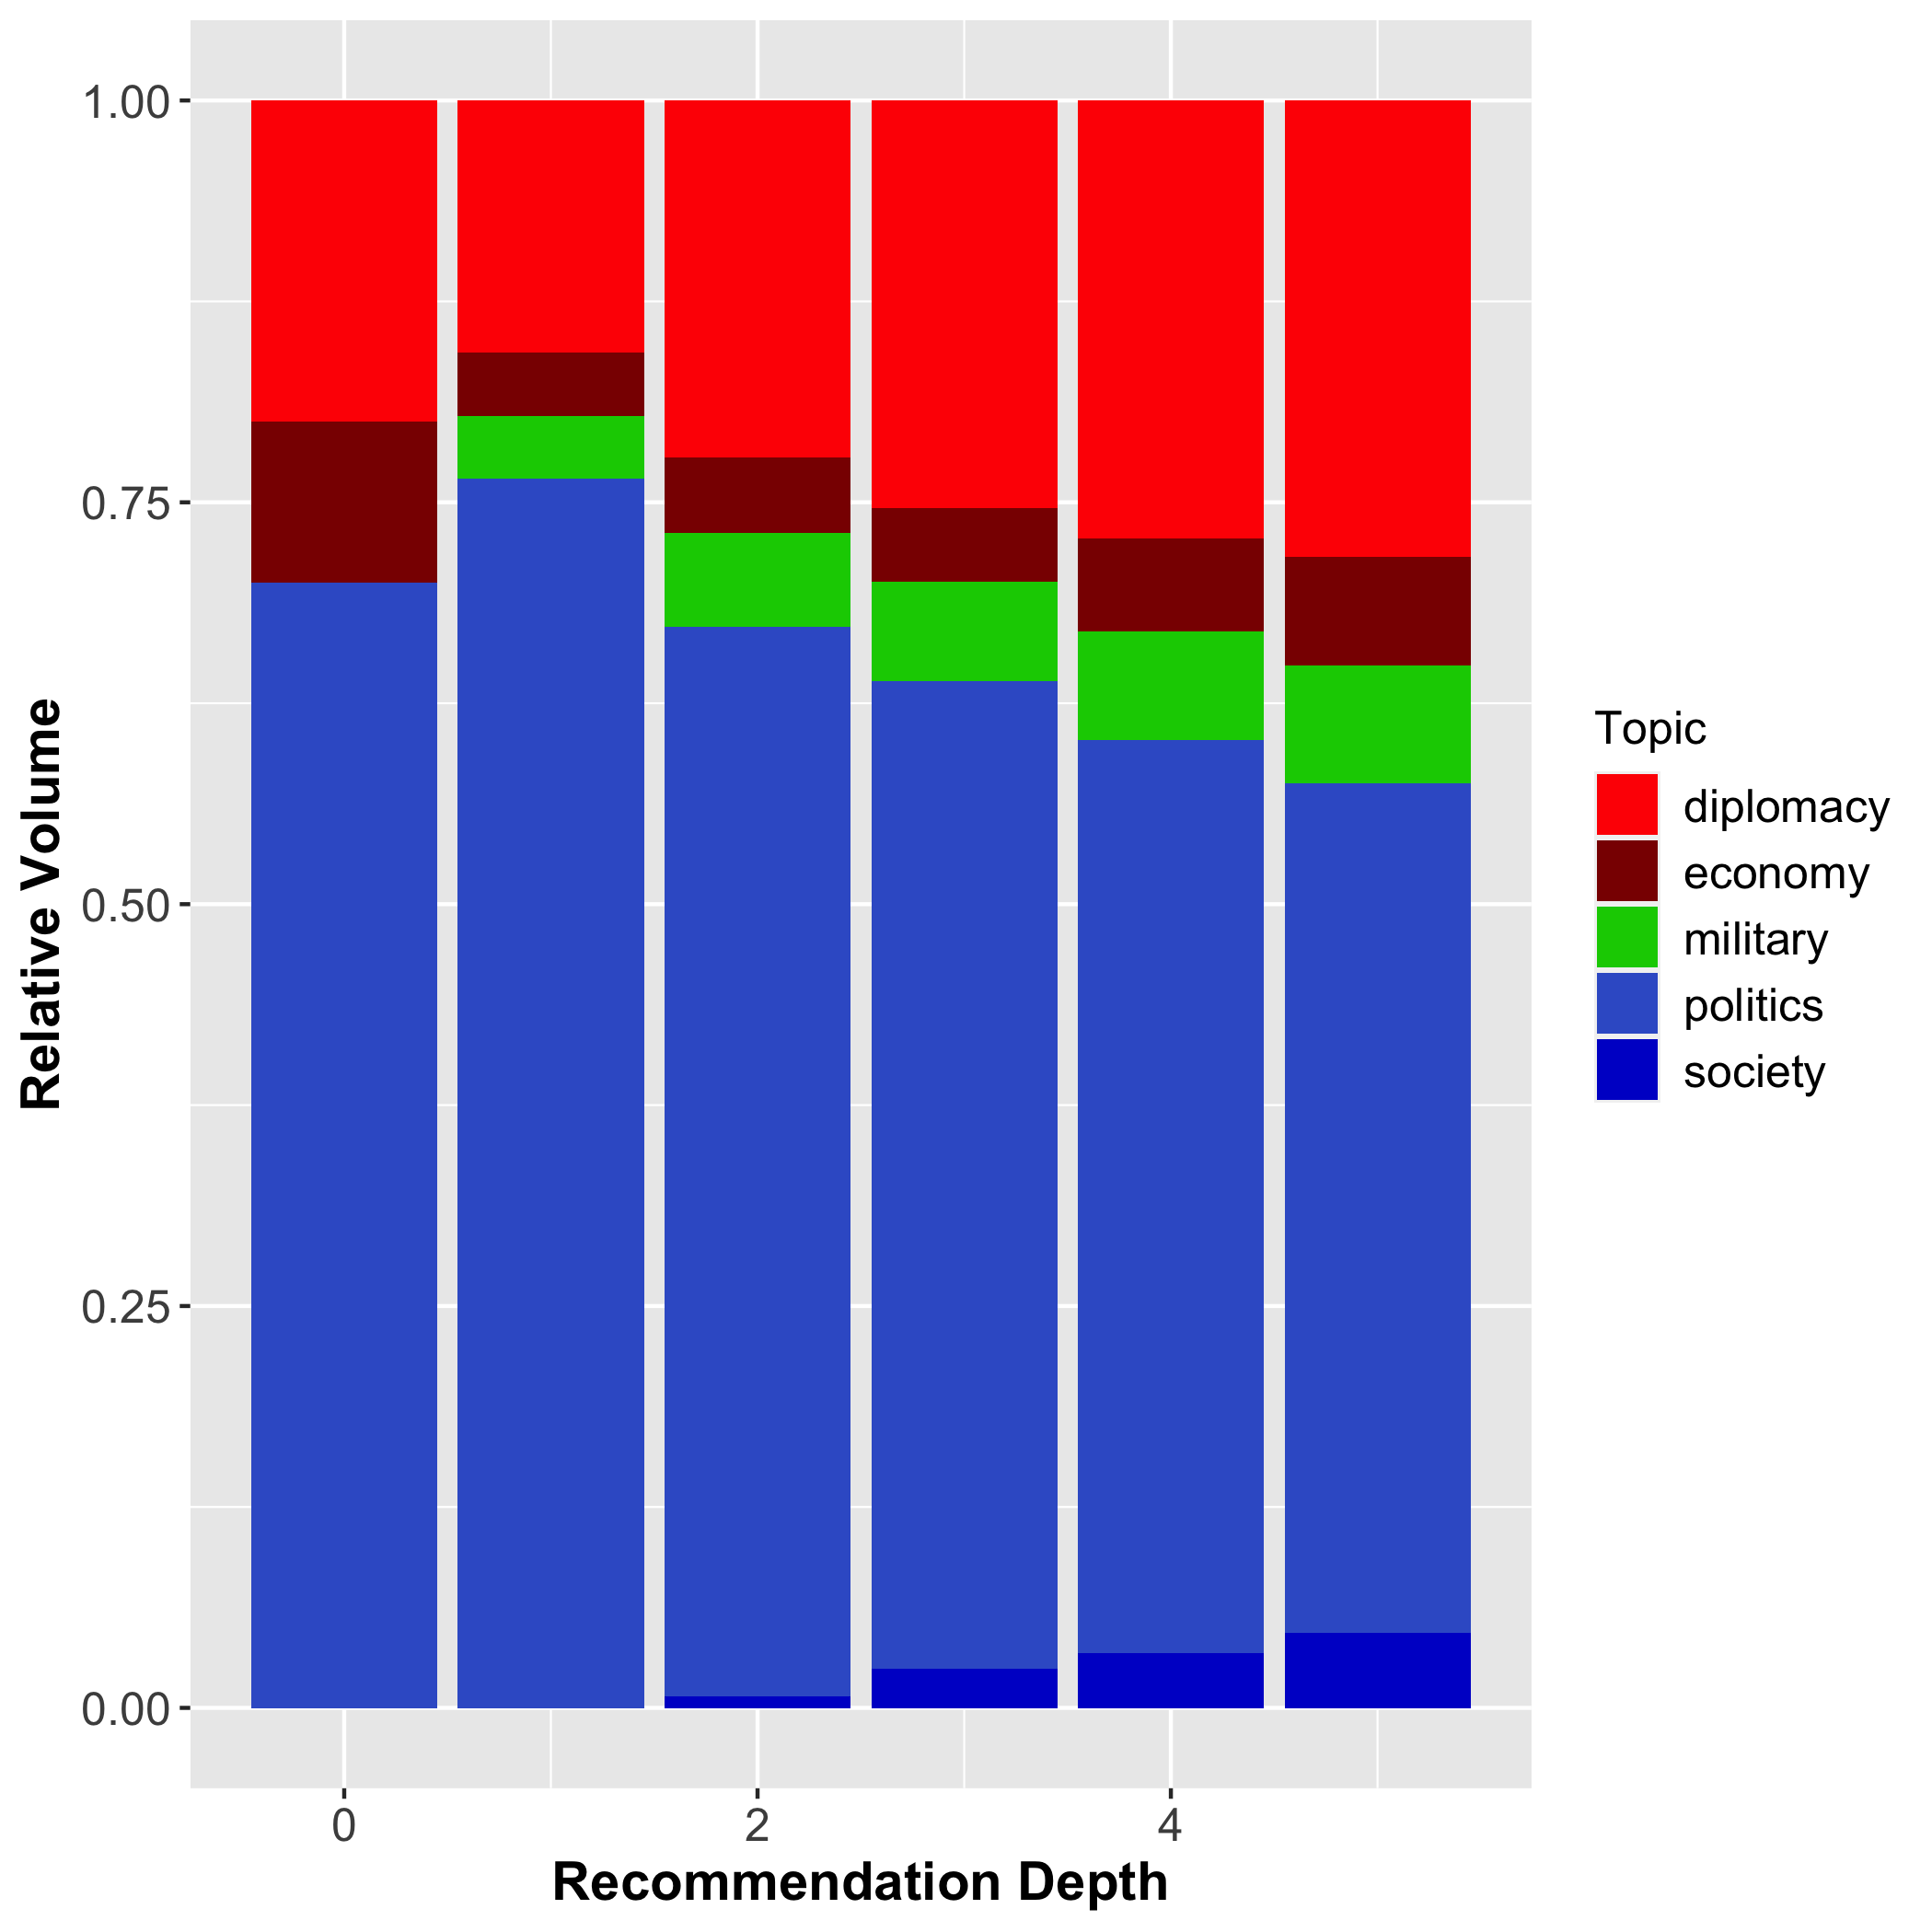 1.00
0.75
0.50
0.25
0.00
Relative Volume
0
2
4
Recommendation Depth
Topic
diplomacy
economy
military
politics
society